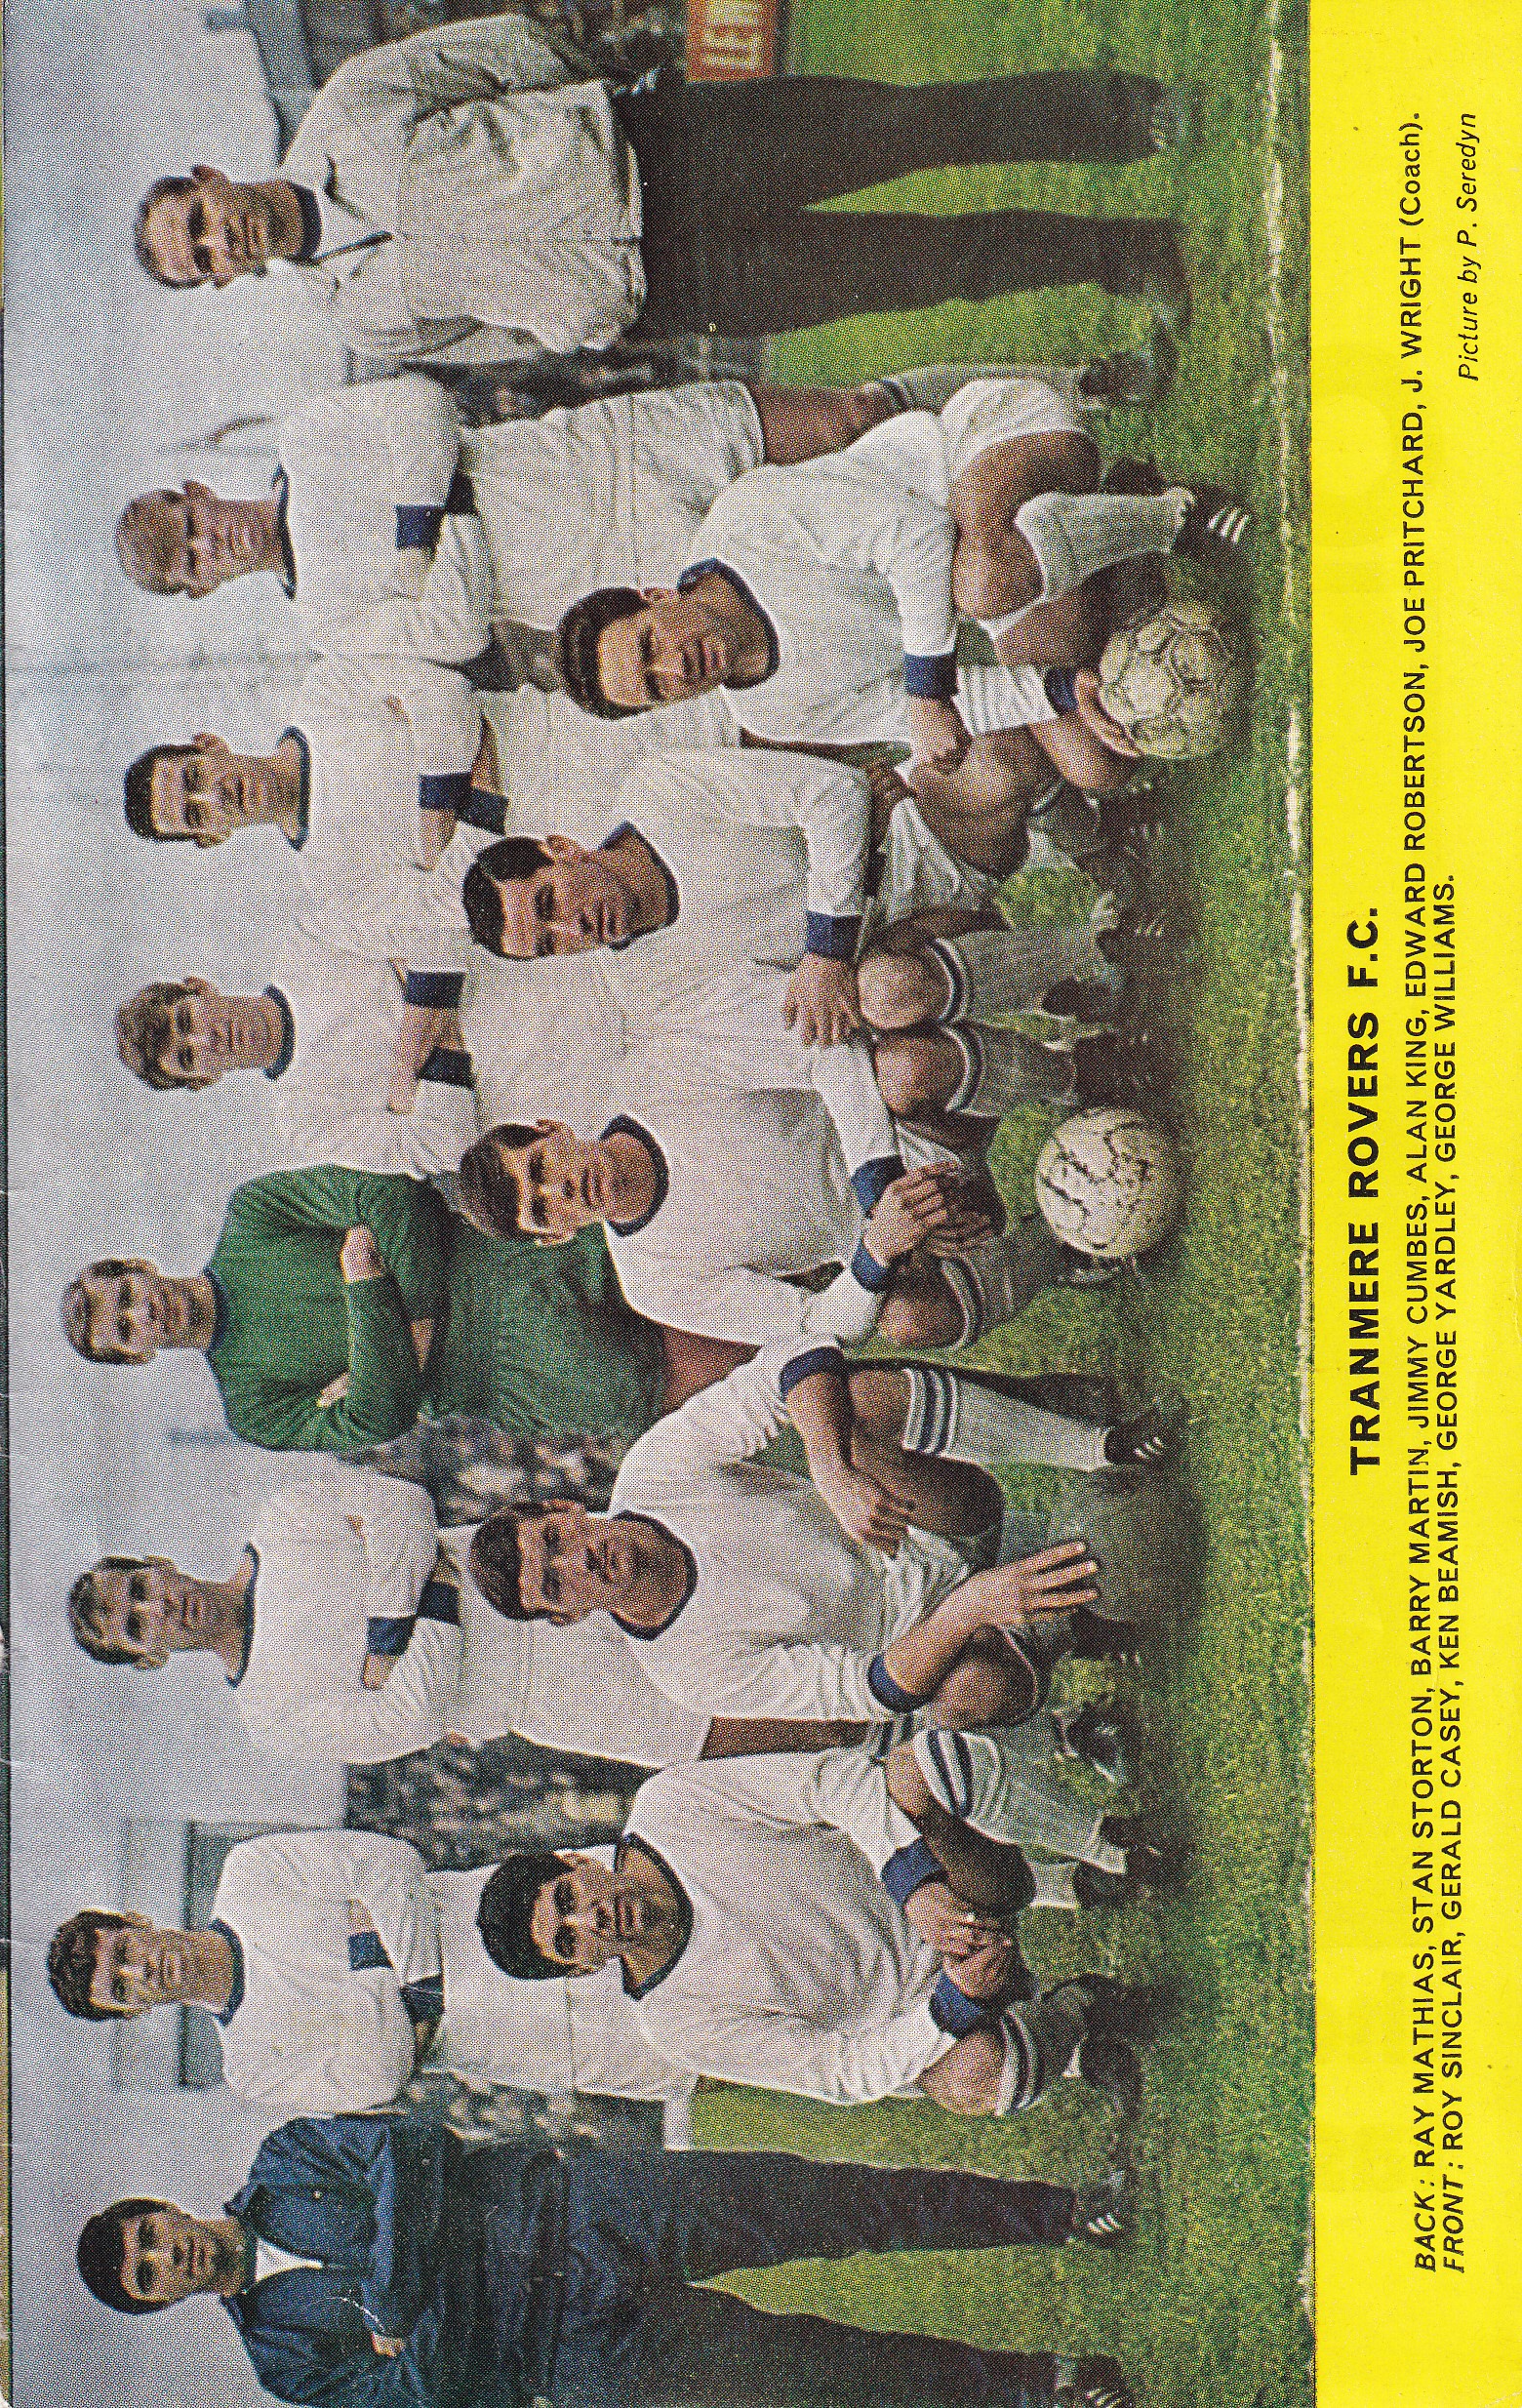 TRANMERE ROVERS F.C.
BACK: RAY MATHIAS, STAN STORTON, BARRY MARTIN, JIMMY CUMBES, ALAN KING, EDWARD ROBERTSON, JOE PRITCHARD, J. WRIGHT (Coach).
FRONT: ROY SINCLAIR, GERALD CASEY, KEN BEAMISH, GEORGE YARDLEY, GEORGE WILLIAMS.
Picture by P. Seredyn